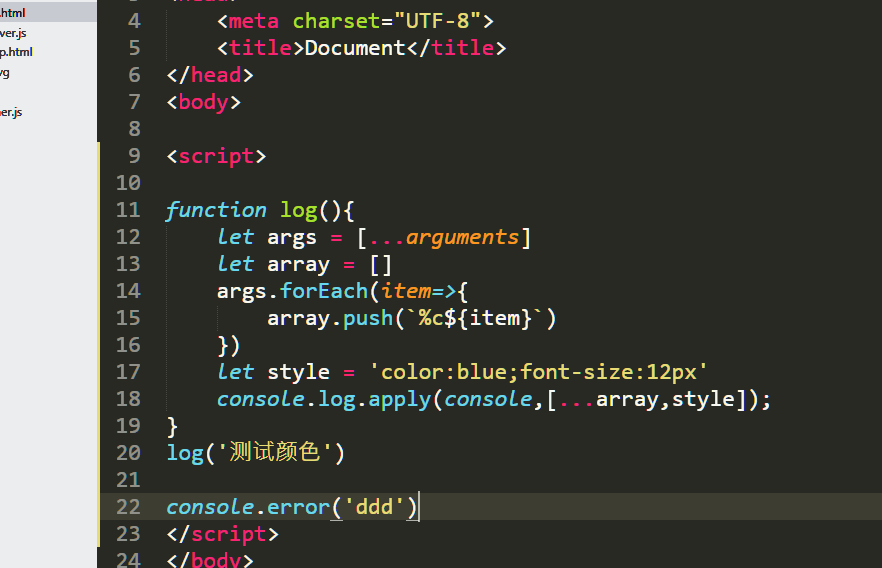 .html
ver.js
p.html
vg
er.js
4 <meta charset="UTF-8">
5 <title>Document</title>
6 </head>
7 <body>
8
9 <script>
10
11 function log(){
12 let args = [...arguments]
13 let array = []
14 args.forEach(item=>{
15 array.push(`%c${item}`)
16 })
17 let style = 'color:blue;font-size:12px'
18 console.log.apply(console,[...array,style]);
19 }
20 log('测试颜色')
21
22 console.error('ddd')
23 </script>
24 </body>